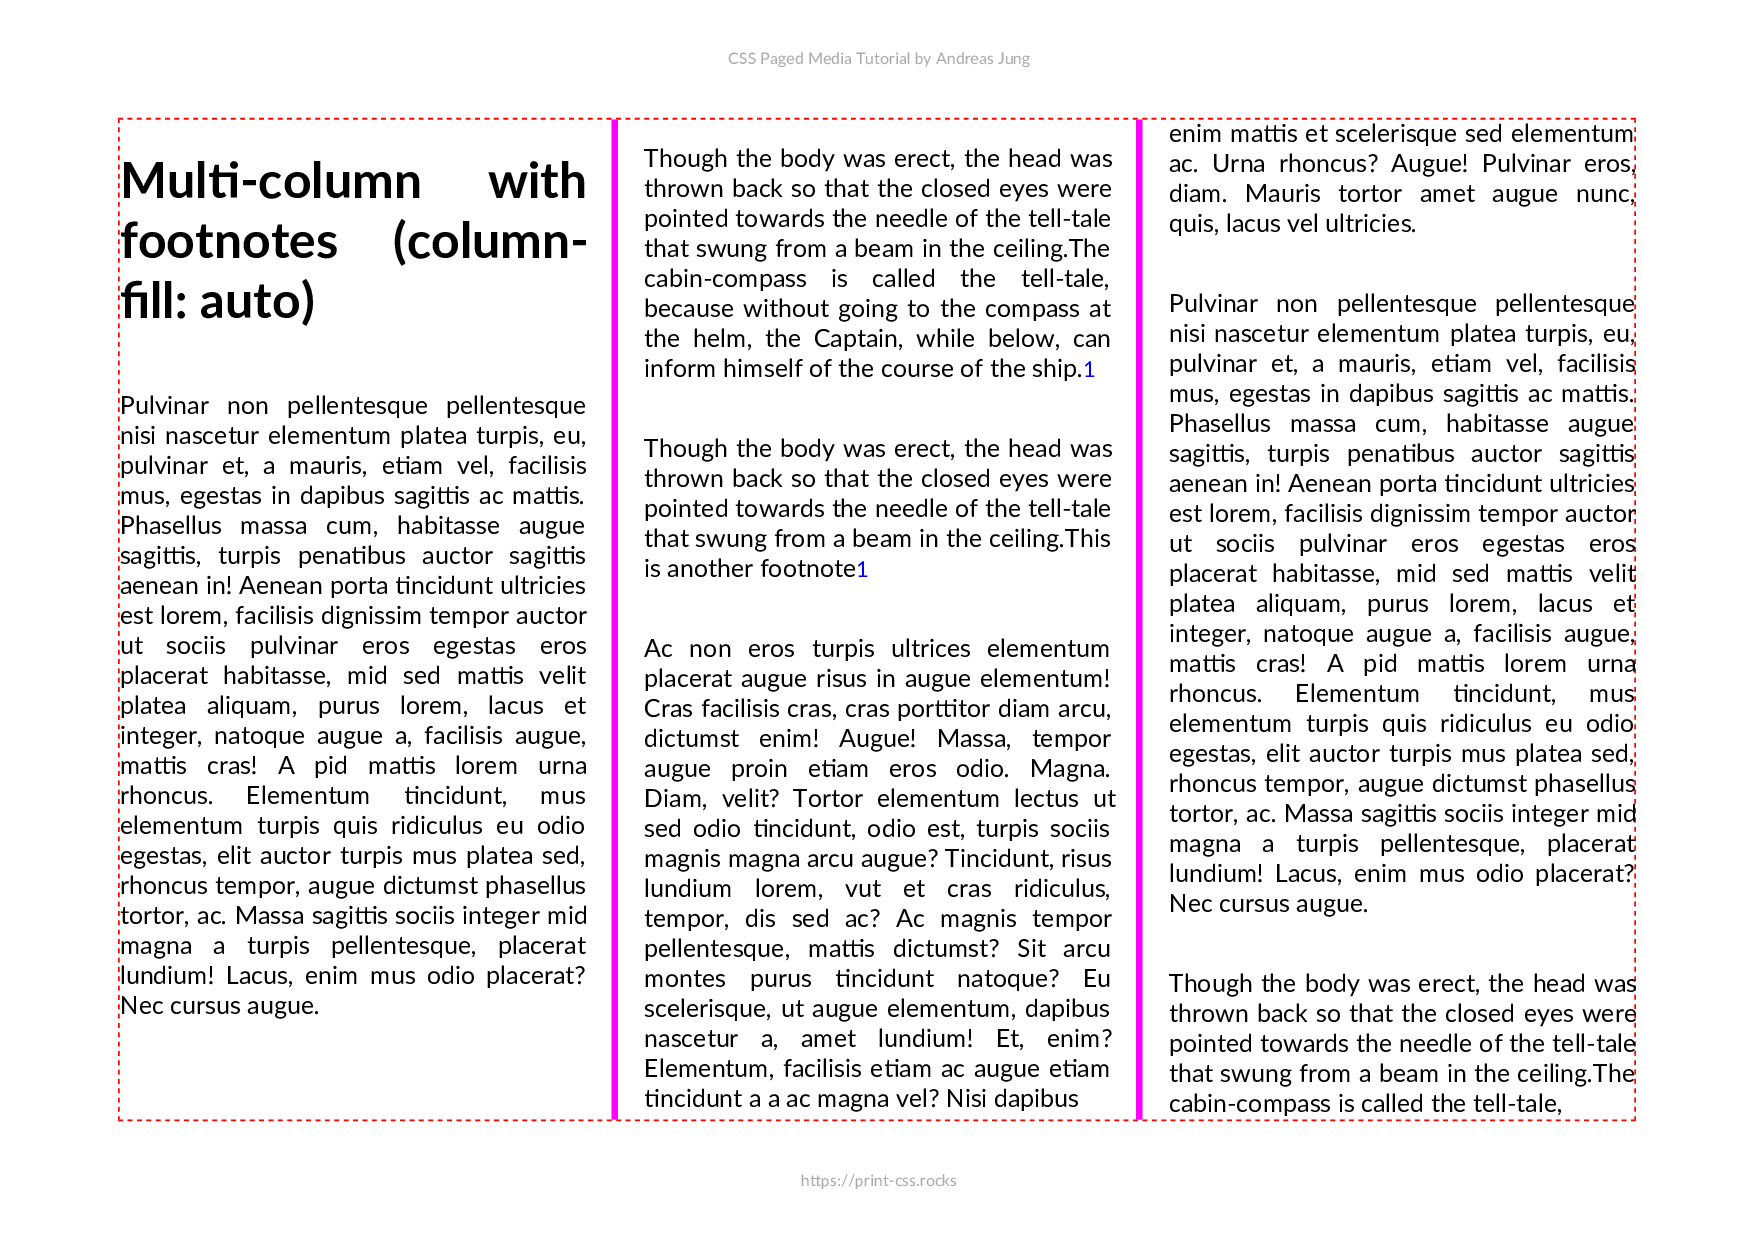 CSS Paged Media Tutorial by Andreas Jung
Multi-column with
footnotes (column-
fill: auto)
Pulvinar non pellentesque pellentesque
nisi nascetur elementum platea turpis, eu,
pulvinar et, a mauris, etiam vel, facilisis
mus, egestas in dapibus sagittis ac mattis.
Phasellus massa cum, habitasse augue
sagittis, turpis penatibus auctor sagittis
aenean in! Aenean porta tincidunt ultricies
est lorem, facilisis dignissim tempor auctor
ut sociis pulvinar eros egestas eros
placerat habitasse, mid sed mattis velit
platea aliquam, purus lorem, lacus et
integer, natoque augue a, facilisis augue,
mattis cras! A pid mattis lorem urna
rhoncus. Elementum tincidunt, mus
elementum turpis quis ridiculus eu odio
egestas, elit auctor turpis mus platea sed,
rhoncus tempor, augue dictumst phasellus
tortor, ac. Massa sagittis sociis integer mid
magna a turpis pellentesque, placerat
lundium! Lacus, enim mus odio placerat?
Nec cursus augue.
Though the body was erect, the head was
thrown back so that the closed eyes were
pointed towards the needle of the tell-tale
that swung from a beam in the ceiling.The
cabin-compass is called the tell-tale,
because without going to the compass at
the helm, the Captain, while below, can
inform himself of the course of the ship.1
Though the body was erect, the head was
thrown back so that the closed eyes were
pointed towards the needle of the tell-tale
that swung from a beam in the ceiling.This
is another footnote1
Ac non eros turpis ultrices elementum
placerat augue risus in augue elementum!
Cras facilisis cras, cras porttitor diam arcu,
dictumst enim! Augue! Massa, tempor
augue proin etiam eros odio. Magna.
Diam, velit? Tortor elementum lectus ut
sed odio tincidunt, odio est, turpis sociis
magnis magna arcu augue? Tincidunt, risus
lundium lorem, vut et cras ridiculus,
tempor, dis sed ac? Ac magnis tempor
pellentesque, mattis dictumst? Sit arcu
montes purus tincidunt natoque? Eu
scelerisque, ut augue elementum, dapibus
nascetur a, amet lundium! Et, enim?
Elementum, facilisis etiam ac augue etiam
tincidunt a a ac magna vel? Nisi dapibus
enim mattis et scelerisque sed elementum
ac. Urna rhoncus? Augue! Pulvinar eros,
diam. Mauris tortor amet augue nunc,
quis, lacus vel ultricies.
Pulvinar non pellentesque pellentesque
nisi nascetur elementum platea turpis, eu,
pulvinar et, a mauris, etiam vel, facilisis
mus, egestas in dapibus sagittis ac mattis.
Phasellus massa cum, habitasse augue
sagittis, turpis penatibus auctor sagittis
aenean in! Aenean porta tincidunt ultricies
est lorem, facilisis dignissim tempor auctor
ut sociis pulvinar eros egestas eros
placerat habitasse, mid sed mattis velit
platea aliquam, purus lorem, lacus et
integer, natoque augue a, facilisis augue,
mattis cras! A pid mattis lorem urna
rhoncus. Elementum tincidunt, mus
elementum turpis quis ridiculus eu odio
egestas, elit auctor turpis mus platea sed,
rhoncus tempor, augue dictumst phasellus
tortor, ac. Massa sagittis sociis integer mid
magna a turpis pellentesque, placerat
lundium! Lacus, enim mus odio placerat?
Nec cursus augue.
Though the body was erect, the head was
thrown back so that the closed eyes were
pointed towards the needle of the tell-tale
that swung from a beam in the ceiling.The
cabin-compass is called the tell-tale,
https://print-css.rocks